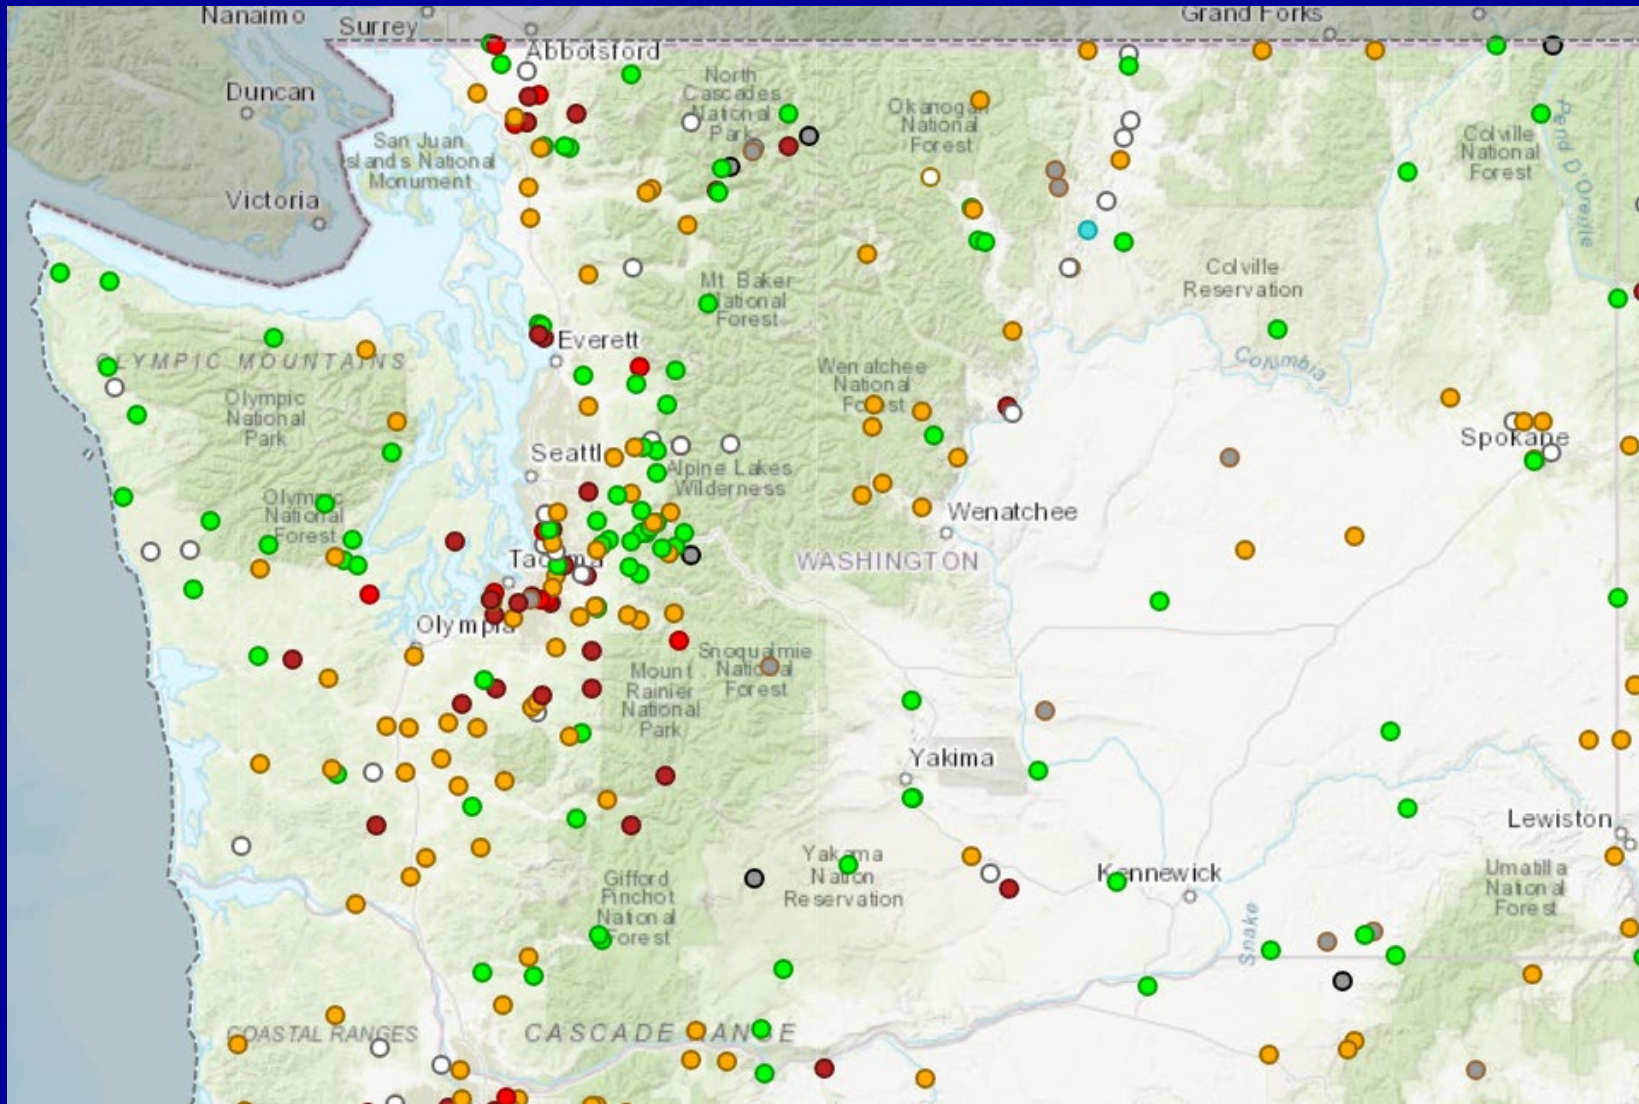 Nanaimo
Surrey
Grand Forks
Abbotsford
Duncan
North
Cascades
National
Park
Okanogan
National
Forest
San Juan
Islands National
Monument
Colville
National
Forest
Pend D'Oreille
Victoria
Colville
Reservation
Mt. Baker
National
Forest
Everett
OLYMPIC MOUNTAINS
Columbia
Wenatchee
National
Forest
Olympic
National
Park
Spokane
Seattl
Alpine Lakes
Wilderness
Olympic
National
Forest
Wenatchee
Tacoma
WASHINGTON
Olympia
Snoqualmie
National
Forest
Mount
Rainier
National
Park
Yakima
Lewiston
Yakama
Nation
Reservation
Kennewick
Umatilla
National
Forest
Gifford
Pinchot
National
Forest
Snake
COASTAL RANGES
CASCADE RANGE